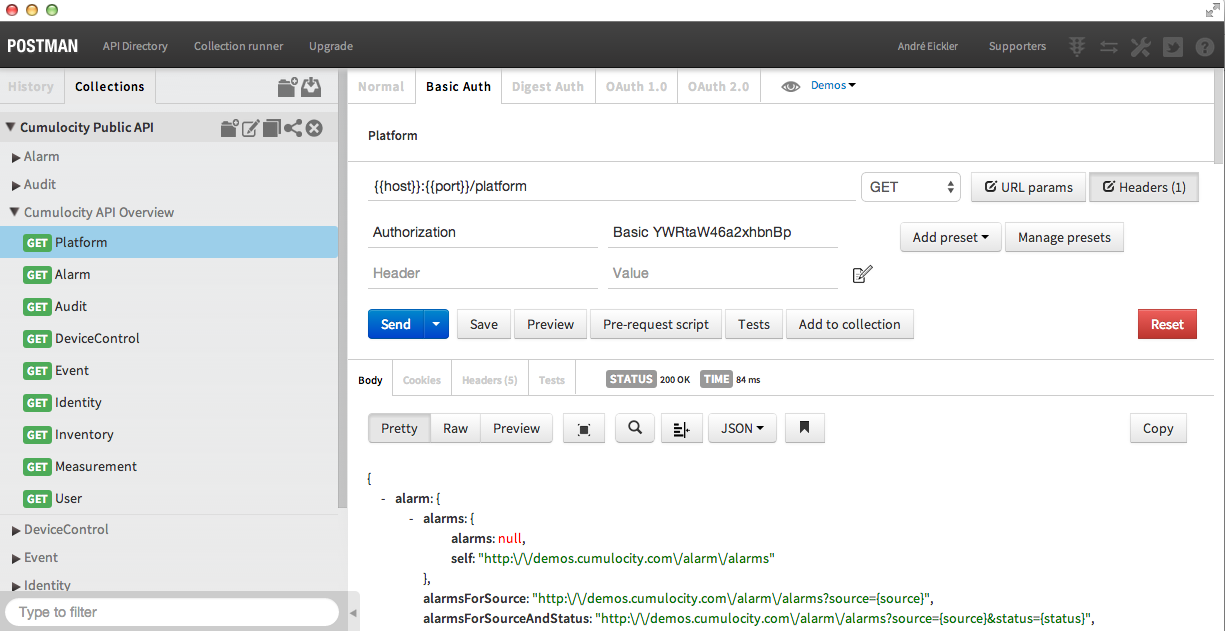 POSTMAN API Directory Collection runner Upgrade André Eickler Supporters
History Collections
Normal Basic Auth Digest Auth OAuth 1.0 OAuth 2.0 Demos
Cumulocity Public API
Alarm
Audit
Cumulocity API Overview
GET Platform
GET Alarm
GET Audit
GET DeviceControl
GET Event
GET Identity
GET Inventory
GET Measurement
GET User
DeviceControl
Event
Identity
Type to filter
Platform
{{host}}:{{port}}/platform GET URL params Headers (1)
Authorization Basic YWRtaW46a2xhbnBp Add preset Manage presets
Header Value
Send Save Preview Pre-request script Tests Add to collection Reset
Body Cookies Headers (5) Tests STATUS 200 OK TIME 84 ms
Pretty Raw Preview JSON Copy
{
- alarm: {
- alarms: {
alarms: null,
self: "http:\/\/demos.cumulocity.com\/alarm\/alarms"
},
alarmsForSource: "http:\/\/demos.cumulocity.com\/alarm\/alarms?source={source}",
alarmsForSourceAndStatus: "http:\/\/demos.cumulocity.com\/alarm\/alarms?source={source}&status={status}",